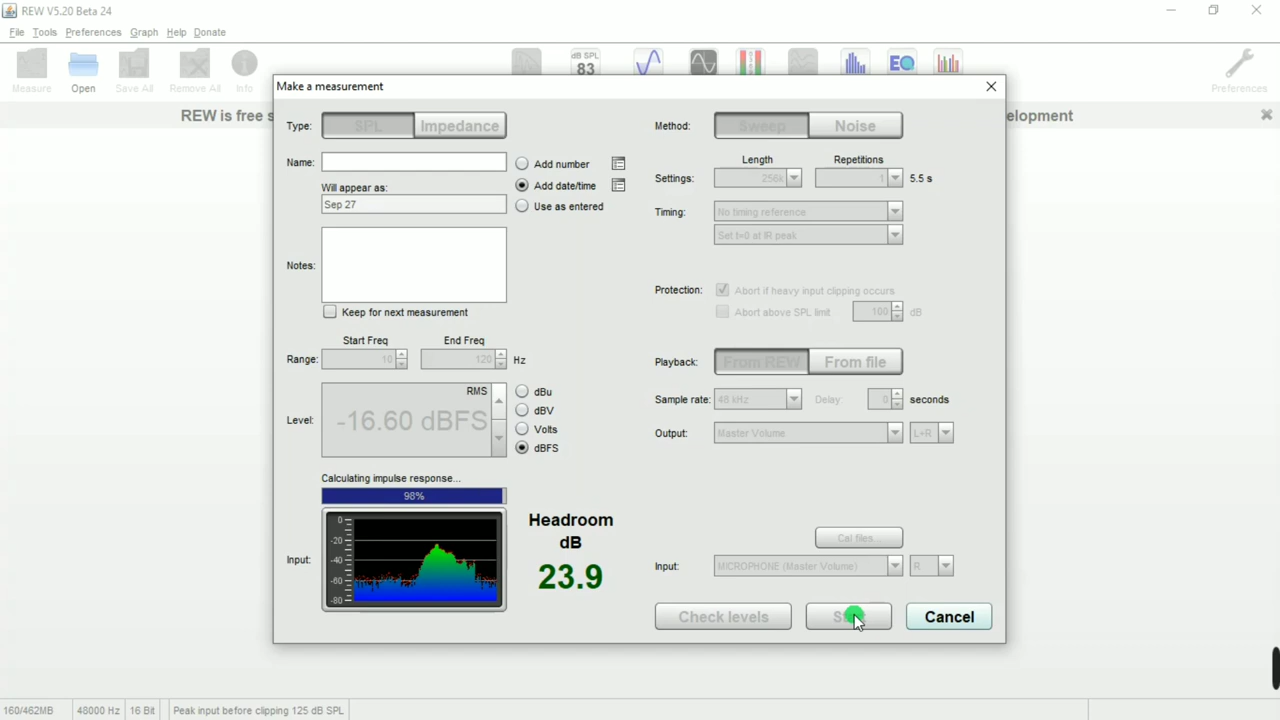 REW V5.20 Beta 24
File Tools Preferences Graph Help Donate
dB SPL
83
EQ
Measure Open Save All Remove All Info Preferences
REW is free s
elopment
Make a measurement
Type: SPL Impedance
Name:
Add number
Will appear as:
Add date/time
Sep 27
Use as entered
Notes:
Keep for next measurement
Start Freq End Freq
Range: 10 120 Hz
RMS
Level: -16.60 dBFS
dBu
dBV
Volts
dBFS
Calculating impulse response...
98%
Input:
0
-20
-40
-60
-80
Headroom
dB
23.9
Method: Sweep Noise
Length Repetitions
Settings: 256k 1 5.5 s
Timing: No timing reference
Set t=0 at IR peak
Protection: Abort if heavy input clipping occurs
Abort above SPL limit 100 dB
Playback: From REW From file
Sample rate: 48 kHz Delay: 0 seconds
Output: Master Volume L+R
Cal files...
Input: MICROPHONE (Master Volume) R
Check levels Cancel
160/462MB 48000 Hz 16 Bit Peak input before clipping 125 dB SPL